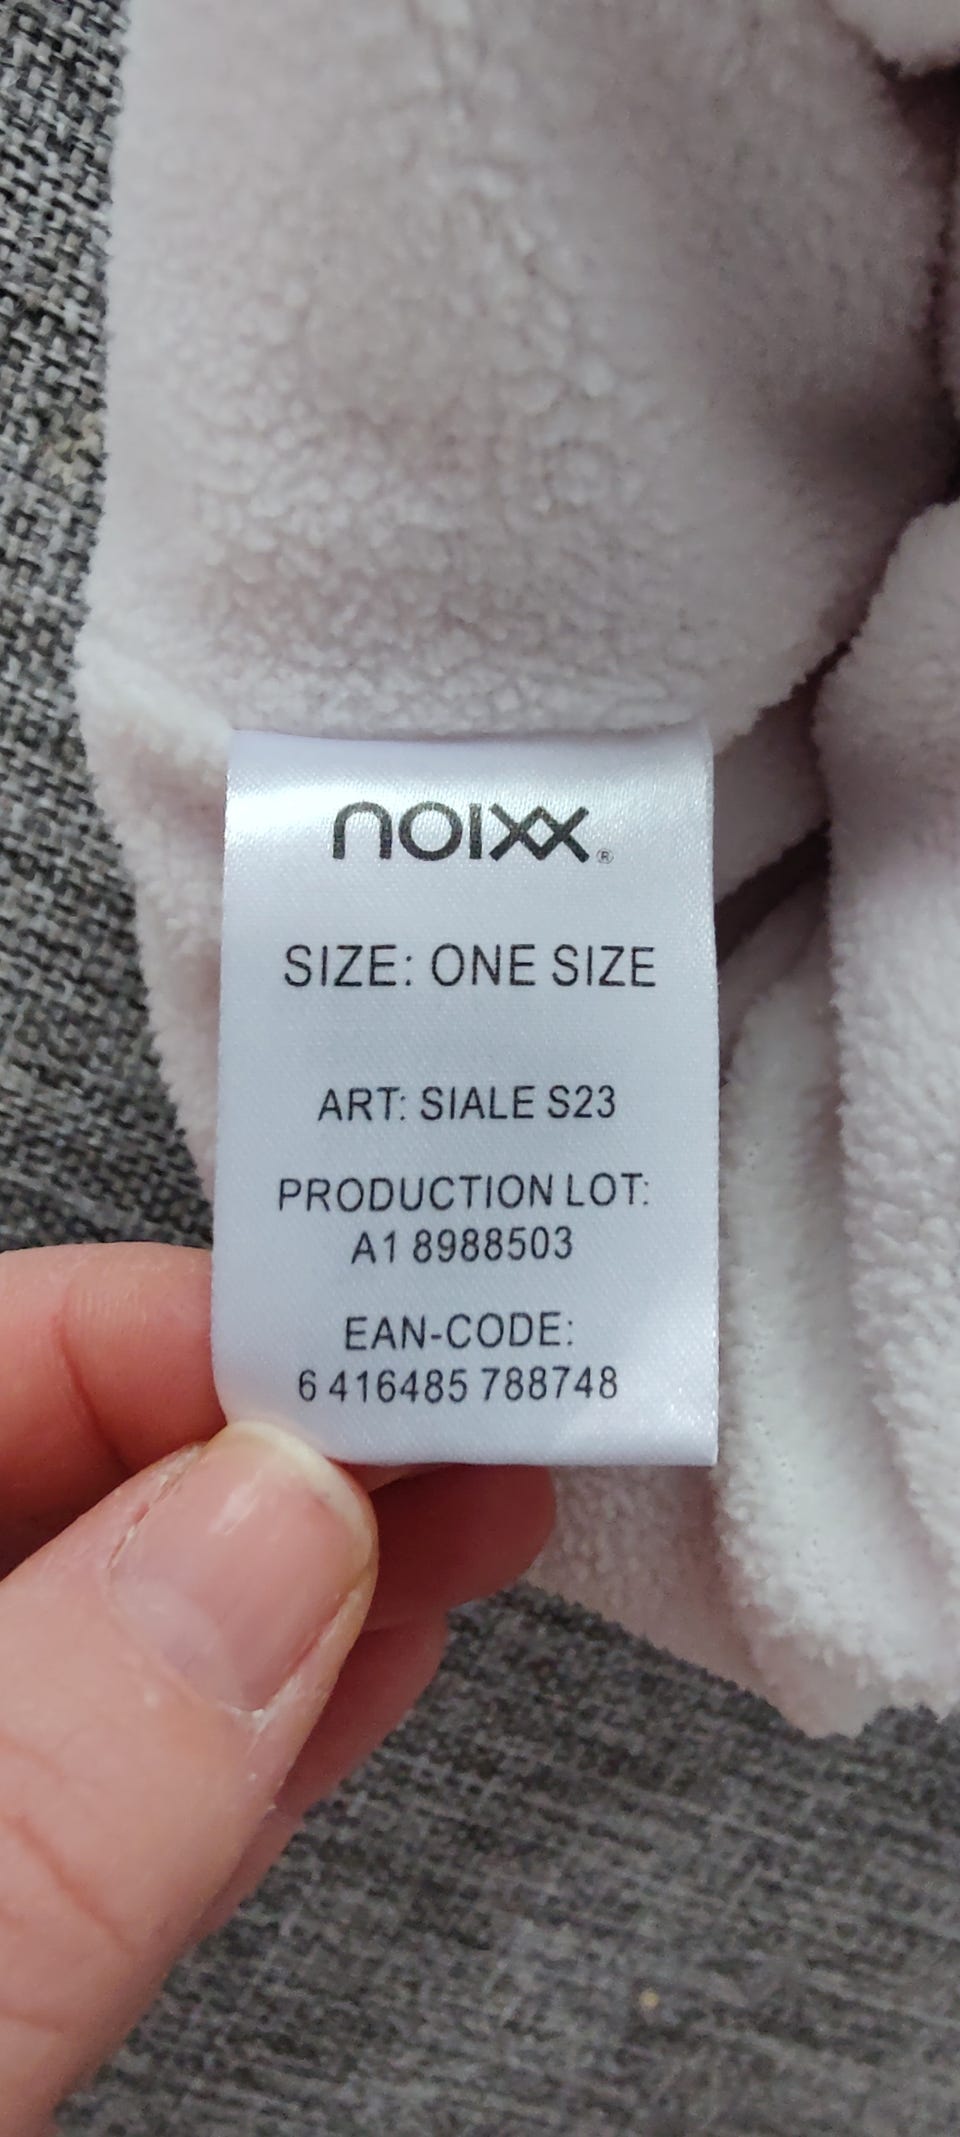 noixx®
SIZE: ONE SIZE
ART: SIALE S23
PRODUCTION LOT:
A1 8988503
EAN-CODE:
6 416485 788748